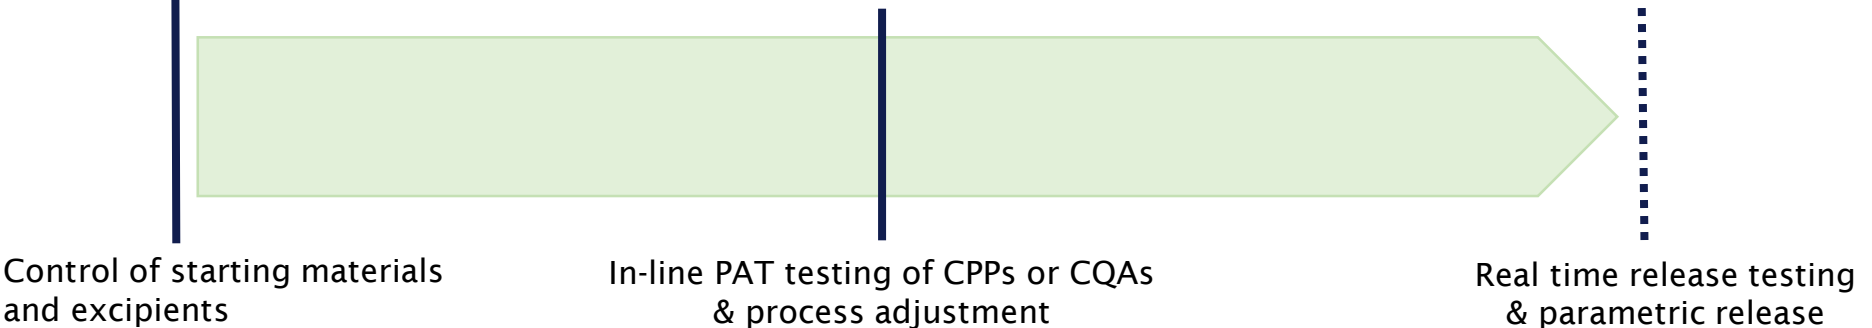 Control of starting materials
and excipients
In-line PAT testing of CPPs or CQAs
& process adjustment
Real time release testing
& parametric release